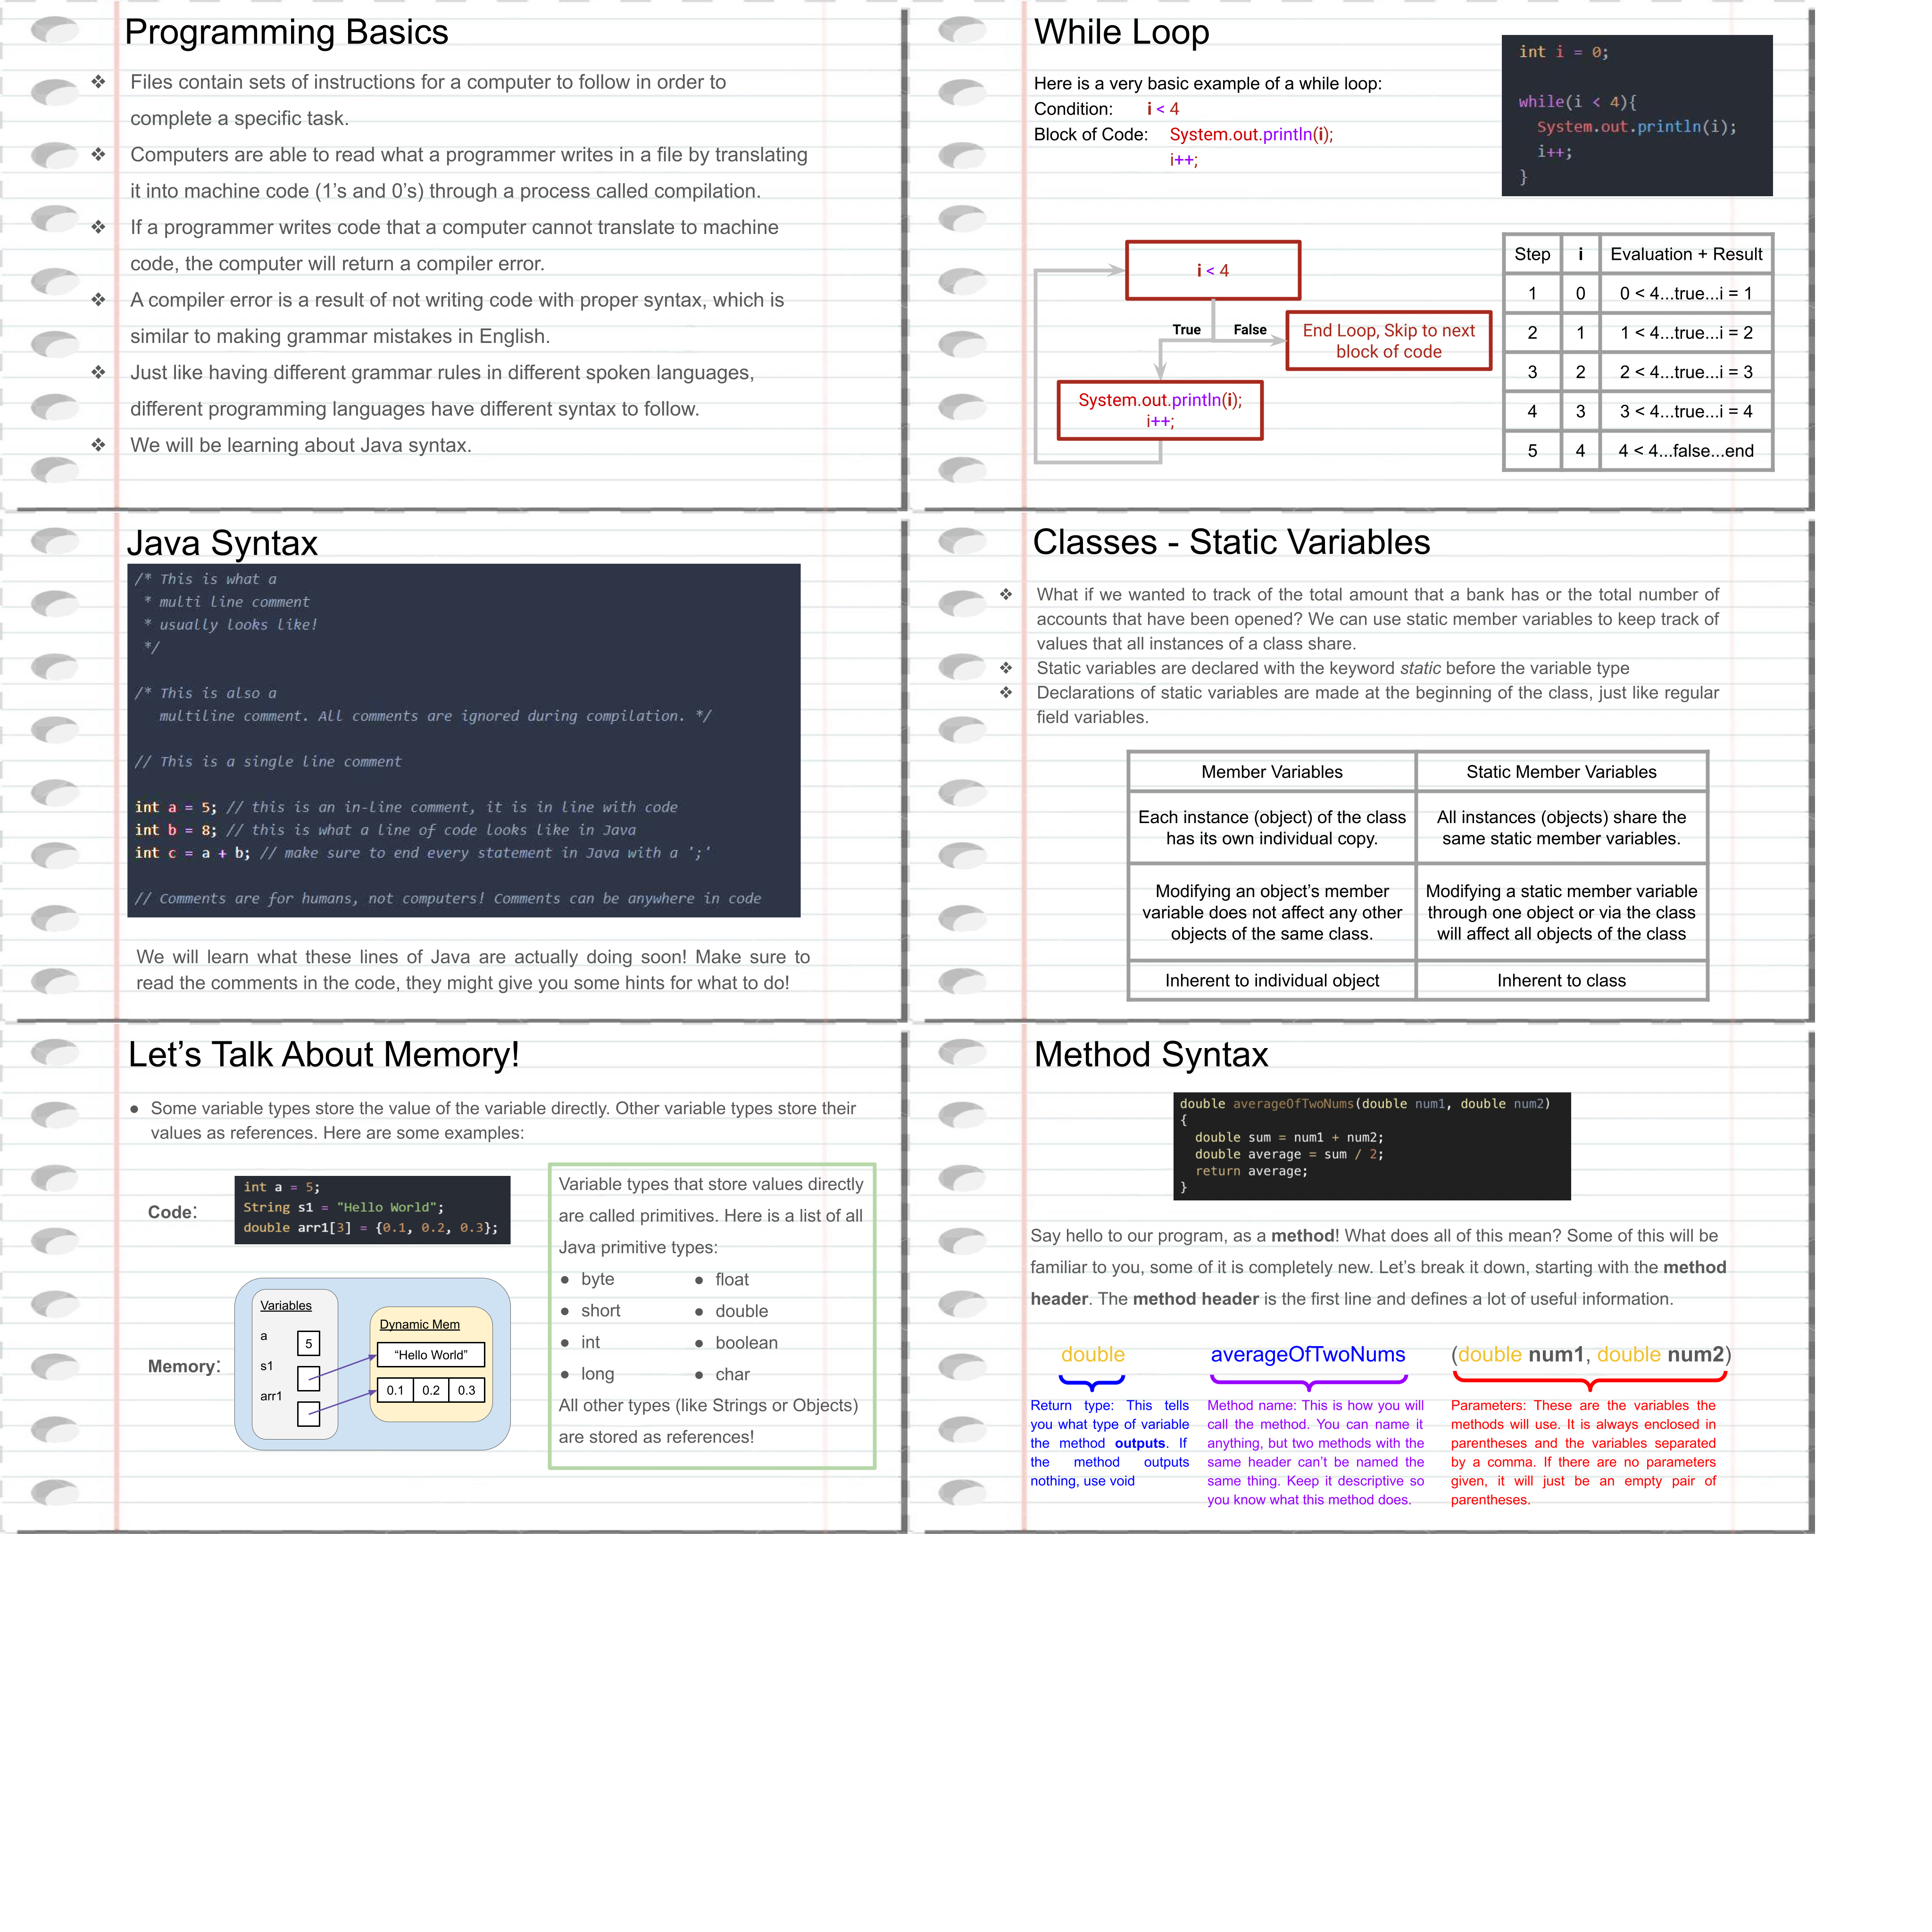 Programming Basics
❖ Files contain sets of instructions for a computer to follow in order to
complete a specific task.
❖ Computers are able to read what a programmer writes in a file by translating
it into machine code (1’s and 0’s) through a process called compilation.
❖ If a programmer writes code that a computer cannot translate to machine
code, the computer will return a compiler error.
❖ A compiler error is a result of not writing code with proper syntax, which is
similar to making grammar mistakes in English.
❖ Just like having different grammar rules in different spoken languages,
different programming languages have different syntax to follow.
❖ We will be learning about Java syntax.
While Loop
Here is a very basic example of a while loop:
Condition: i < 4
Block of Code: System.out.println(i);
i++;
int i = 0;
while(i < 4){
System.out.println(i);
i++;
}
i < 4
True False
End Loop, Skip to next
block of code
System.out.println(i);
i++;
Step i Evaluation + Result
1 0 0 < 4...true...i = 1
2 1 1 < 4...true...i = 2
3 2 2 < 4...true...i = 3
4 3 3 < 4...true...i = 4
5 4 4 < 4...false...end
Java Syntax
/* This is what a
* multi line comment
* usually looks like!
*/
/* This is also a
multiline comment. All comments are ignored during compilation. */
// This is a single line comment
int a = 5; // this is an in-line comment, it is in line with code
int b = 8; // this is what a line of code looks like in Java
int c = a + b; // make sure to end every statement in Java with a ';'
// Comments are for humans, not computers! Comments can be anywhere in code
We will learn what these lines of Java are actually doing soon! Make sure to
read the comments in the code, they might give you some hints for what to do!
Classes - Static Variables
❖ What if we wanted to track of the total amount that a bank has or the total number of
accounts that have been opened? We can use static member variables to keep track of
values that all instances of a class share.
❖ Static variables are declared with the keyword static before the variable type
❖ Declarations of static variables are made at the beginning of the class, just like regular
field variables.
Member Variables
Static Member Variables
Each instance (object) of the class
has its own individual copy.
All instances (objects) share the
same static member variables.
Modifying an object’s member
variable does not affect any other
objects of the same class.
Modifying a static member variable
through one object or via the class
will affect all objects of the class
Inherent to individual object
Inherent to class
Let’s Talk About Memory!
● Some variable types store the value of the variable directly. Other variable types store their
values as references. Here are some examples:
Code:
int a = 5;
String s1 = "Hello World";
double arr1[3] = {0.1, 0.2, 0.3};
Memory:
Variables
a 5
s1
arr1
Dynamic Mem
“Hello World”
0.1 0.2 0.3
Variable types that store values directly
are called primitives. Here is a list of all
Java primitive types:
● byte ● float
● short ● double
● int ● boolean
● long ● char
All other types (like Strings or Objects)
are stored as references!
Method Syntax
double averageOfTwoNums(double num1, double num2)
{
double sum = num1 + num2;
double average = sum / 2;
return average;
}
Say hello to our program, as a method! What does all of this mean? Some of this will be
familiar to you, some of it is completely new. Let’s break it down, starting with the method
header. The method header is the first line and defines a lot of useful information.
double averageOfTwoNums (double num1, double num2)
Return type: This tells
you what type of variable
the method outputs. If
the method outputs
nothing, use void
Method name: This is how you will
call the method. You can name it
anything, but two methods with the
same header can’t be named the
same thing. Keep it descriptive so
you know what this method does.
Parameters: These are the variables the
methods will use. It is always enclosed in
parentheses and the variables separated
by a comma. If there are no parameters
given, it will just be an empty pair of
parentheses.